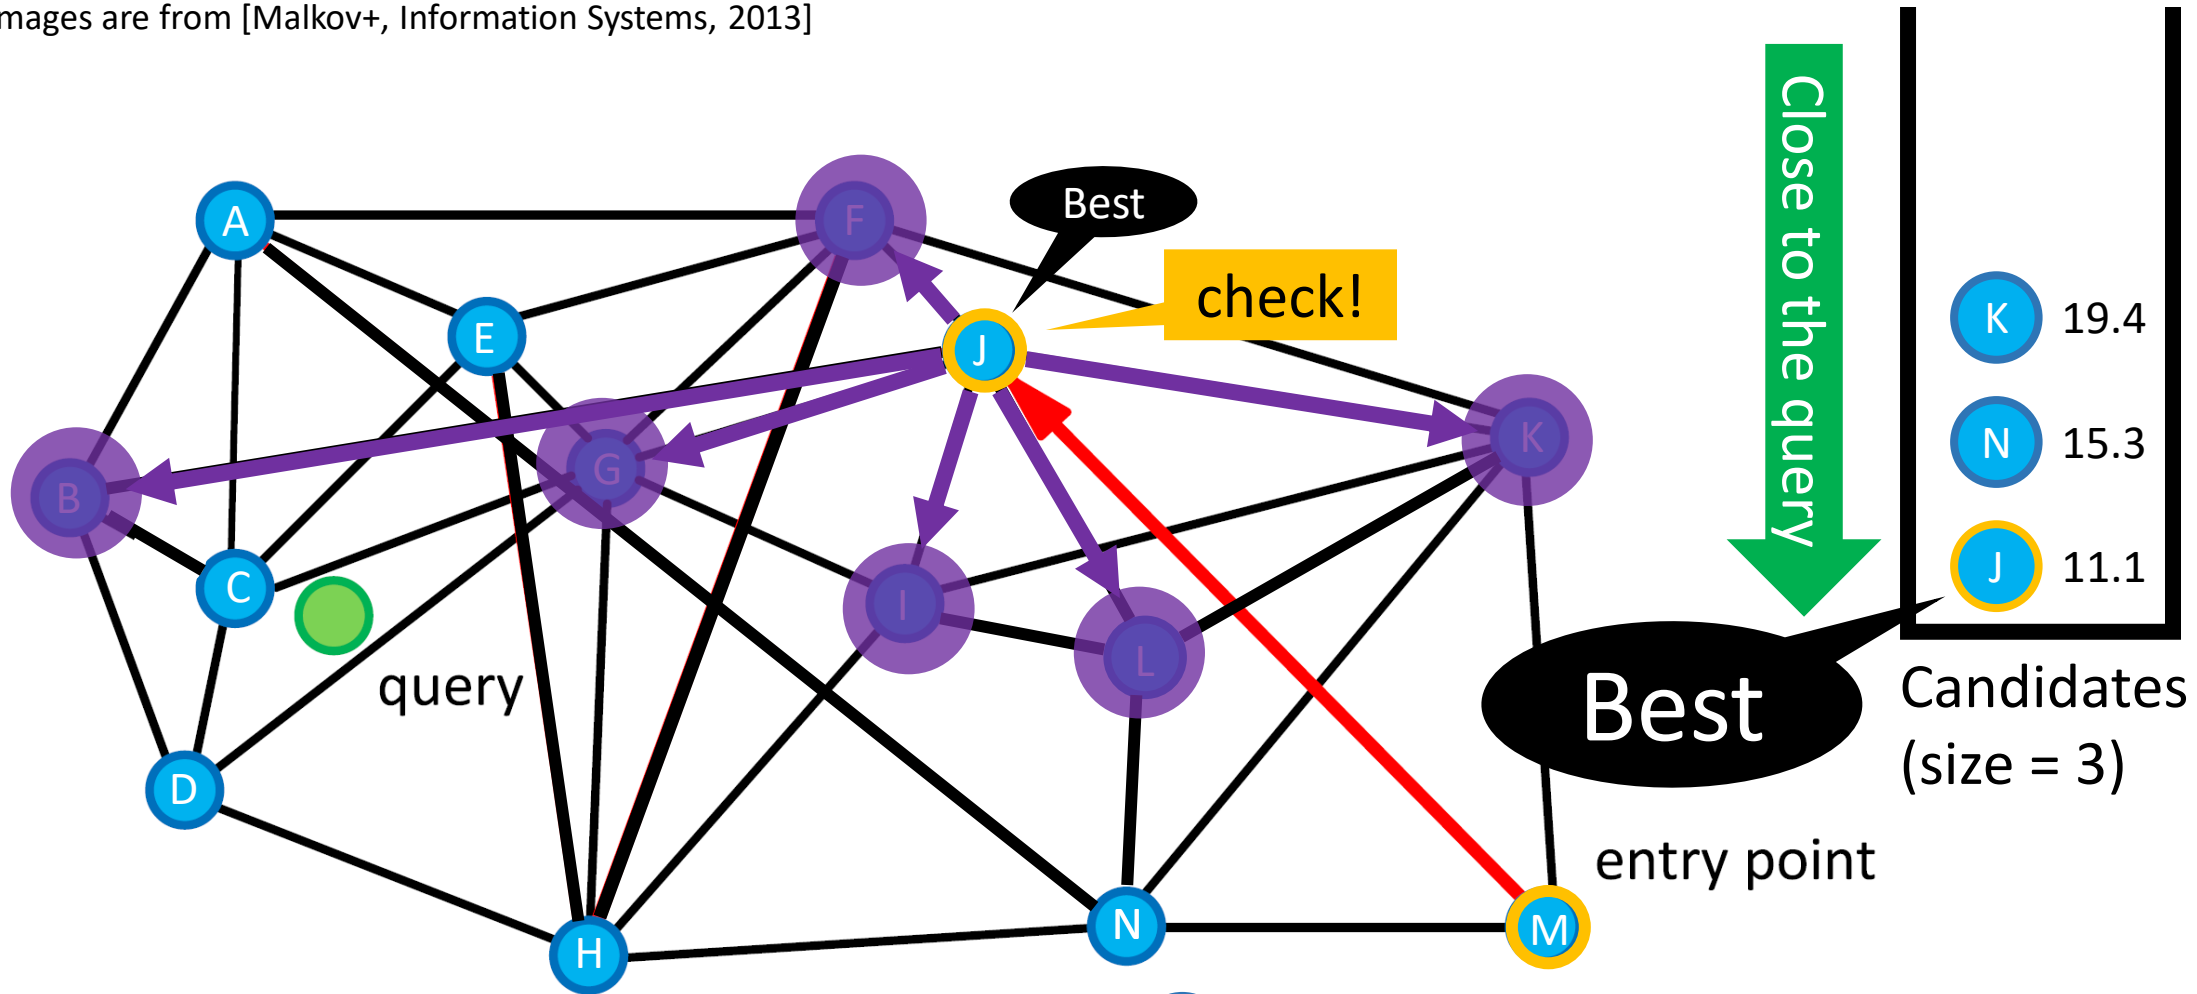 mages are from [Malkov+, Information Systems, 2013]
A
F
Best
check!
Close to the query
E
J
K
19.4
B
G
K
N
15.3
C
I
J
11.1
query
L
Best
Candidates
(size = 3)
D
entry point
H
N
M